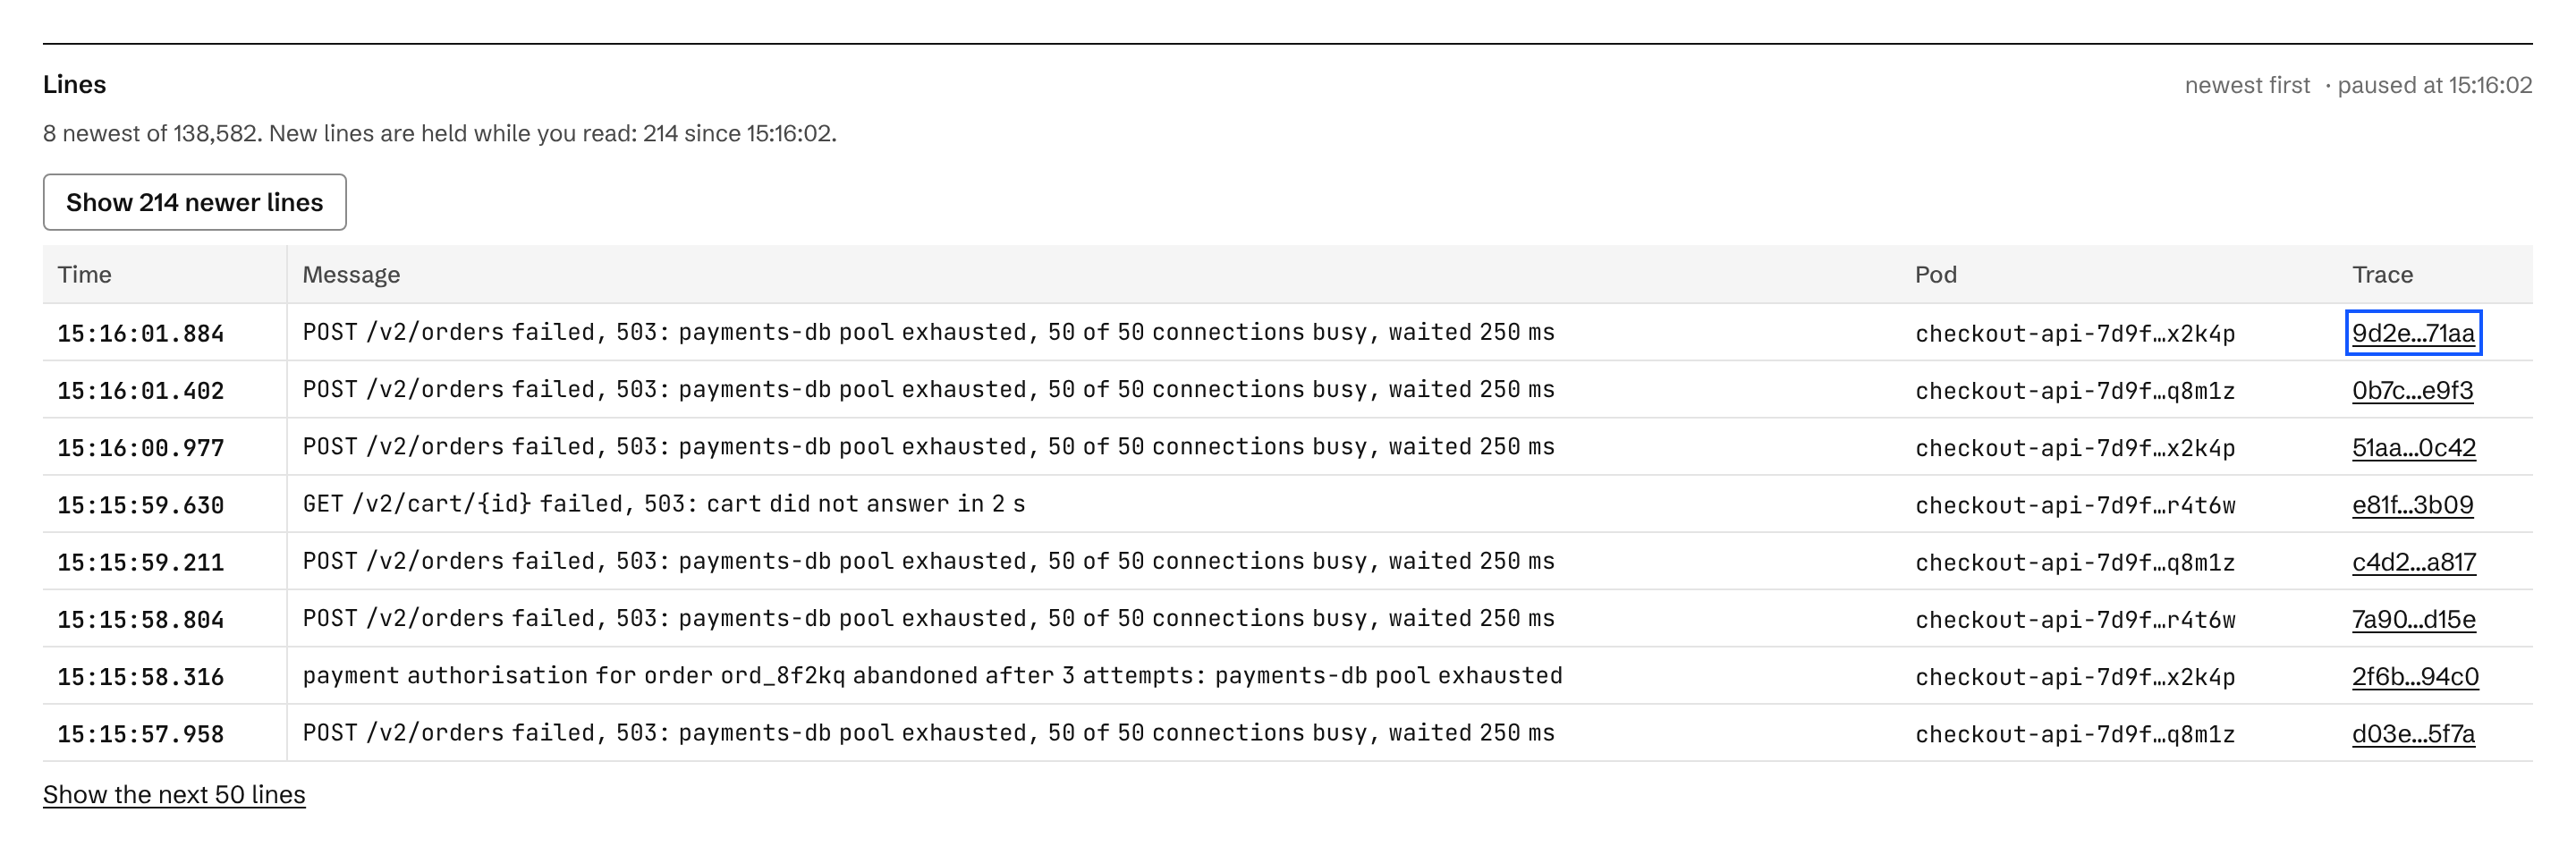 Lines
newest first · paused at 15:16:02
8 newest of 138,582. New lines are held while you read: 214 since 15:16:02.
Show 214 newer lines
Time Message Pod Trace
15:16:01.884 POST /v2/orders failed, 503: payments-db pool exhausted, 50 of 50 connections busy, waited 250 ms checkout-api-7d9f…x2k4p 9d2e…71aa
15:16:01.402 POST /v2/orders failed, 503: payments-db pool exhausted, 50 of 50 connections busy, waited 250 ms checkout-api-7d9f…q8m1z 0b7c…e9f3
15:16:00.977 POST /v2/orders failed, 503: payments-db pool exhausted, 50 of 50 connections busy, waited 250 ms checkout-api-7d9f…x2k4p 51aa…0c42
15:15:59.630 GET /v2/cart/{id} failed, 503: cart did not answer in 2 s checkout-api-7d9f…r4t6w e81f…3b09
15:15:59.211 POST /v2/orders failed, 503: payments-db pool exhausted, 50 of 50 connections busy, waited 250 ms checkout-api-7d9f…q8m1z c4d2…a817
15:15:58.804 POST /v2/orders failed, 503: payments-db pool exhausted, 50 of 50 connections busy, waited 250 ms checkout-api-7d9f…r4t6w 7a90…d15e
15:15:58.316 payment authorisation for order ord_8f2kq abandoned after 3 attempts: payments-db pool exhausted checkout-api-7d9f…x2k4p 2f6b…94c0
15:15:57.958 POST /v2/orders failed, 503: payments-db pool exhausted, 50 of 50 connections busy, waited 250 ms checkout-api-7d9f…q8m1z d03e…5f7a
Show the next 50 lines